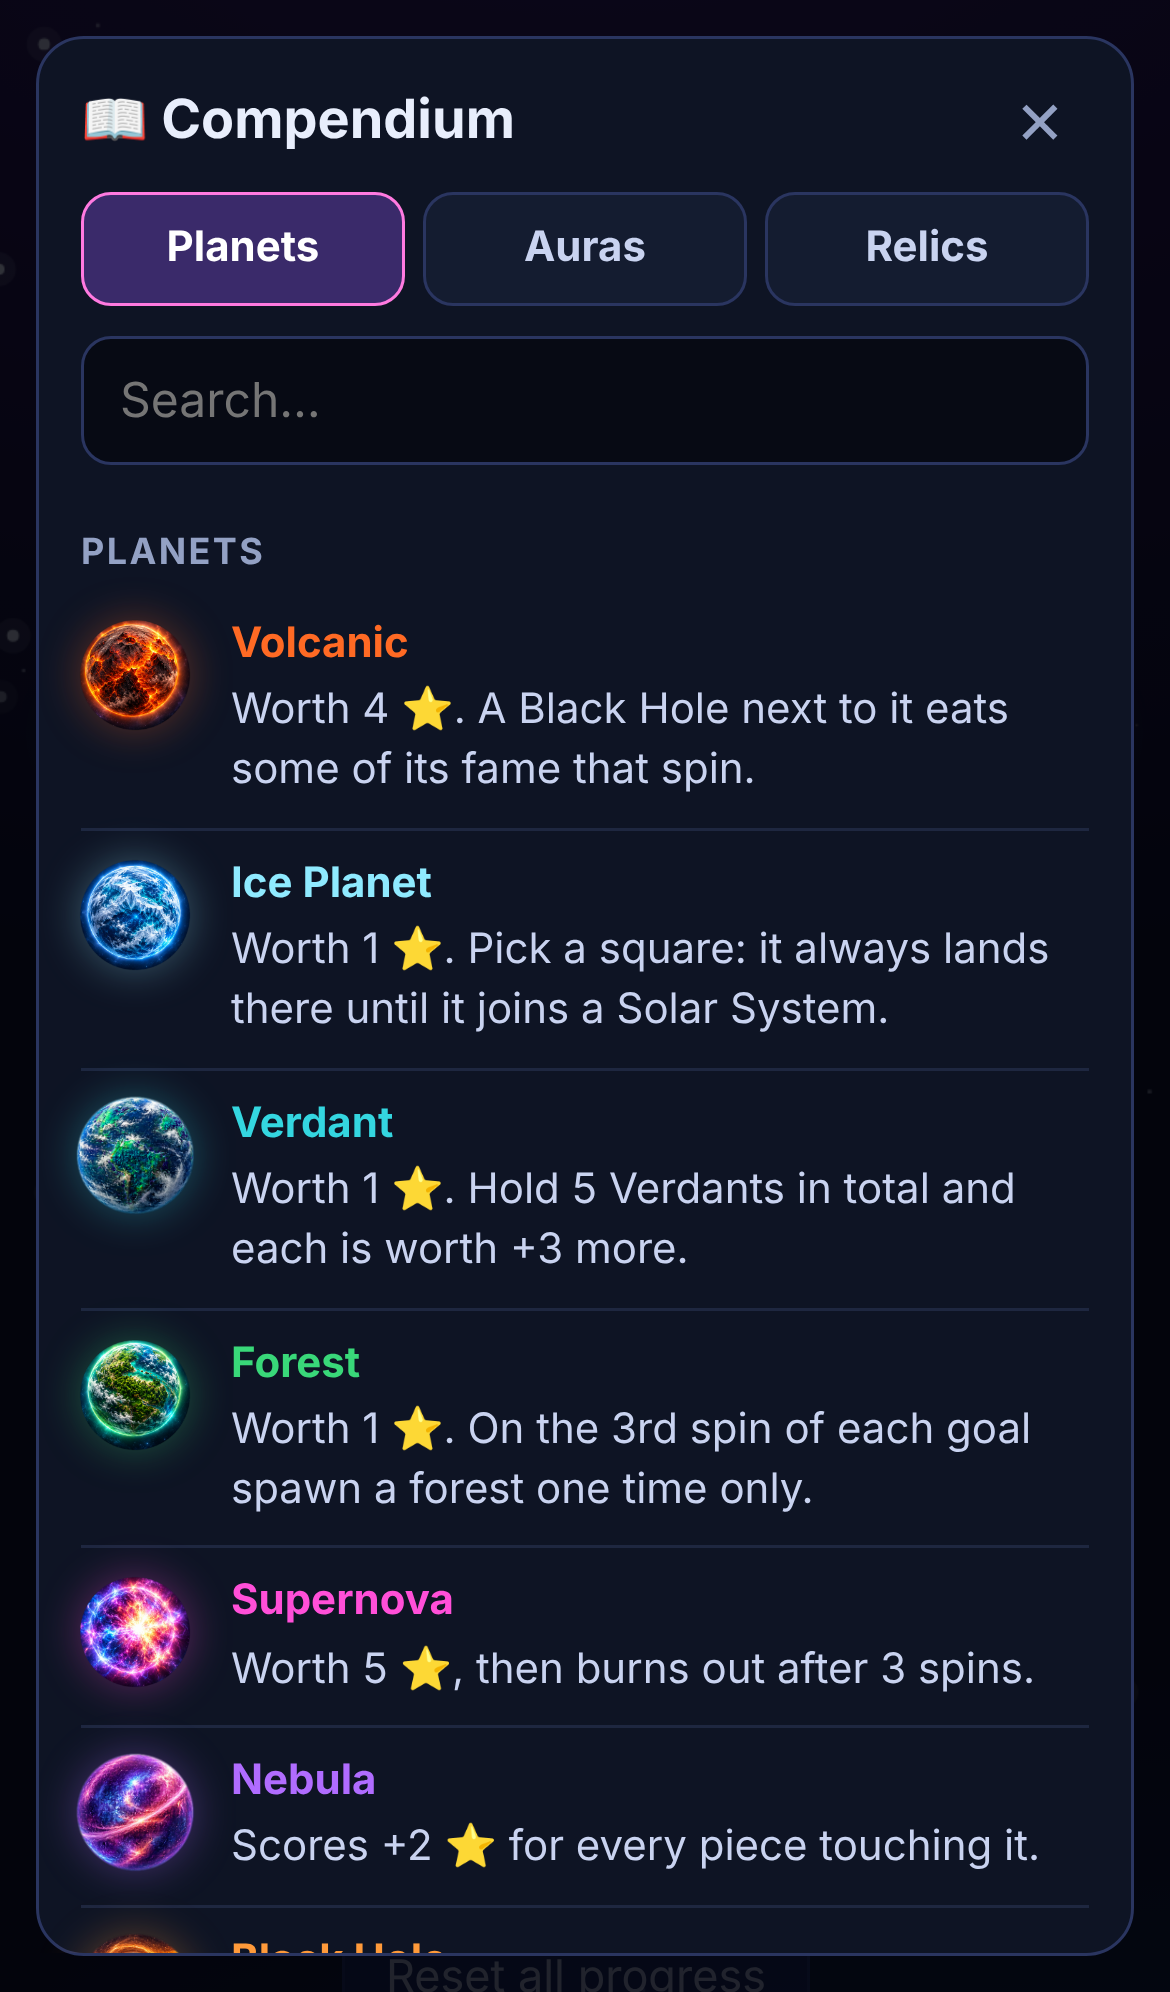 📖 Compendium
Planets
Auras
Relics
Search...
PLANETS
Volcanic
Worth 4 ⭐. A Black Hole next to it eats
some of its fame that spin.
Ice Planet
Worth 1 ⭐. Pick a square: it always lands
there until it joins a Solar System.
Verdant
Worth 1 ⭐. Hold 5 Verdants in total and
each is worth +3 more.
Forest
Worth 1 ⭐. On the 3rd spin of each goal
spawn a forest one time only.
Supernova
Worth 5 ⭐, then burns out after 3 spins.
Nebula
Scores +2 ⭐ for every piece touching it.
Black Hole
Reset all progress